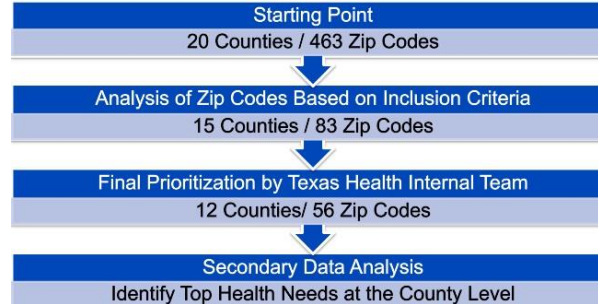 Starting Point
20 Counties / 463 Zip Codes
Analysis of Zip Codes Based on Inclusion Criteria
15 Counties / 83 Zip Codes
Final Prioritization by Texas Health Internal Team
12 Counties/ 56 Zip Codes
Secondary Data Analysis
Identify Top Health Needs at the County Level